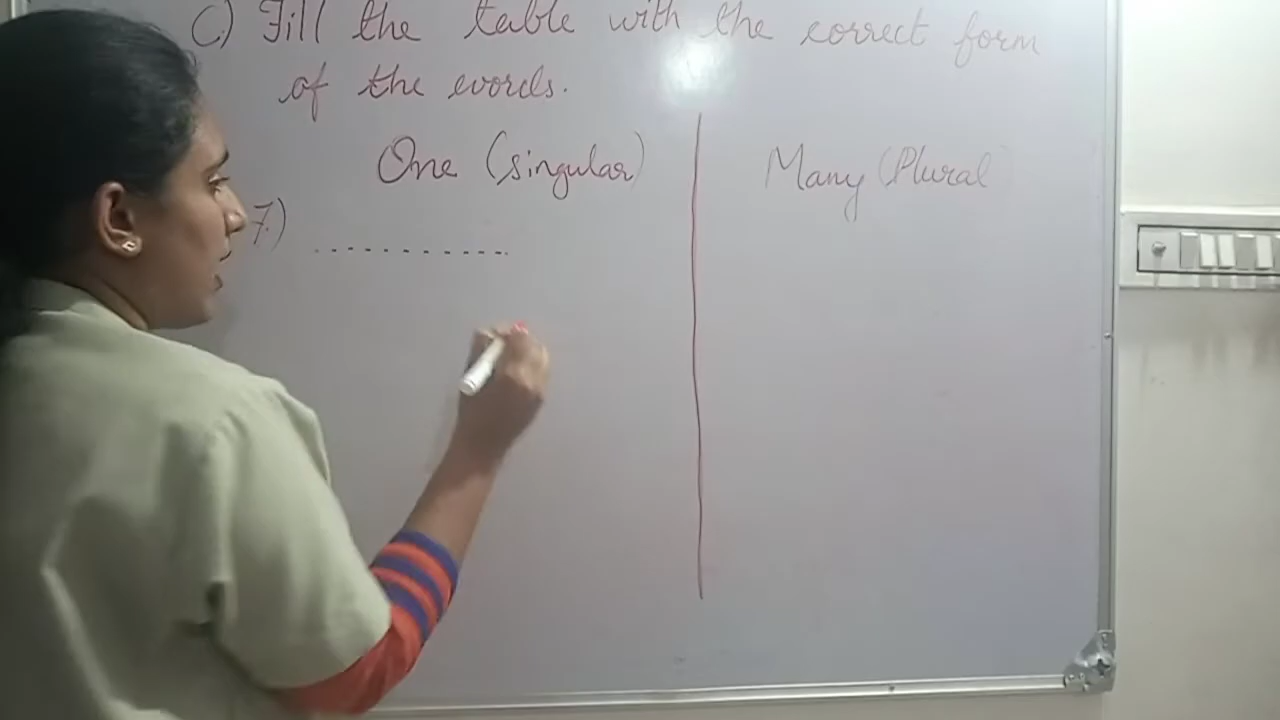 C.) Fill the table with the correct form
of the words.
One (singular) Many (Plural)
7.) ............